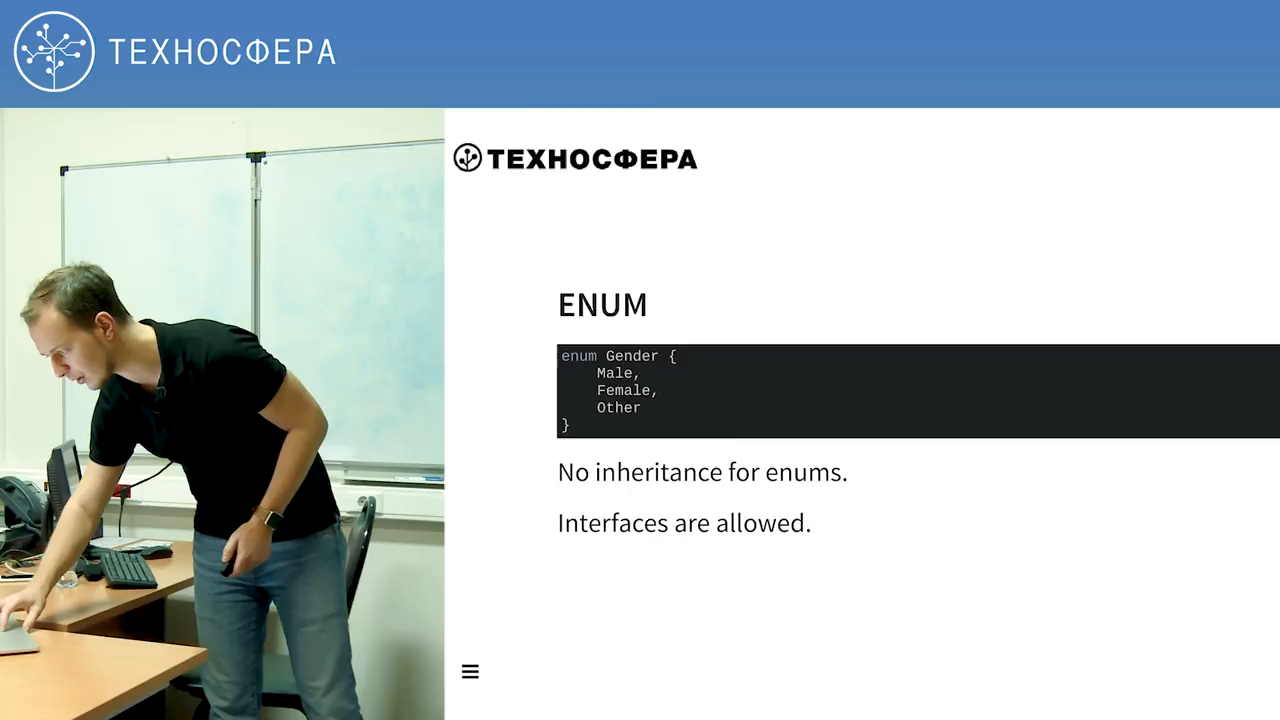 ТЕХНОСФЕРА
ТЕХНОСФЕРА
ENUM
enum Gender {
    Male,
    Female,
    Other
}
No inheritance for enums.
Interfaces are allowed.